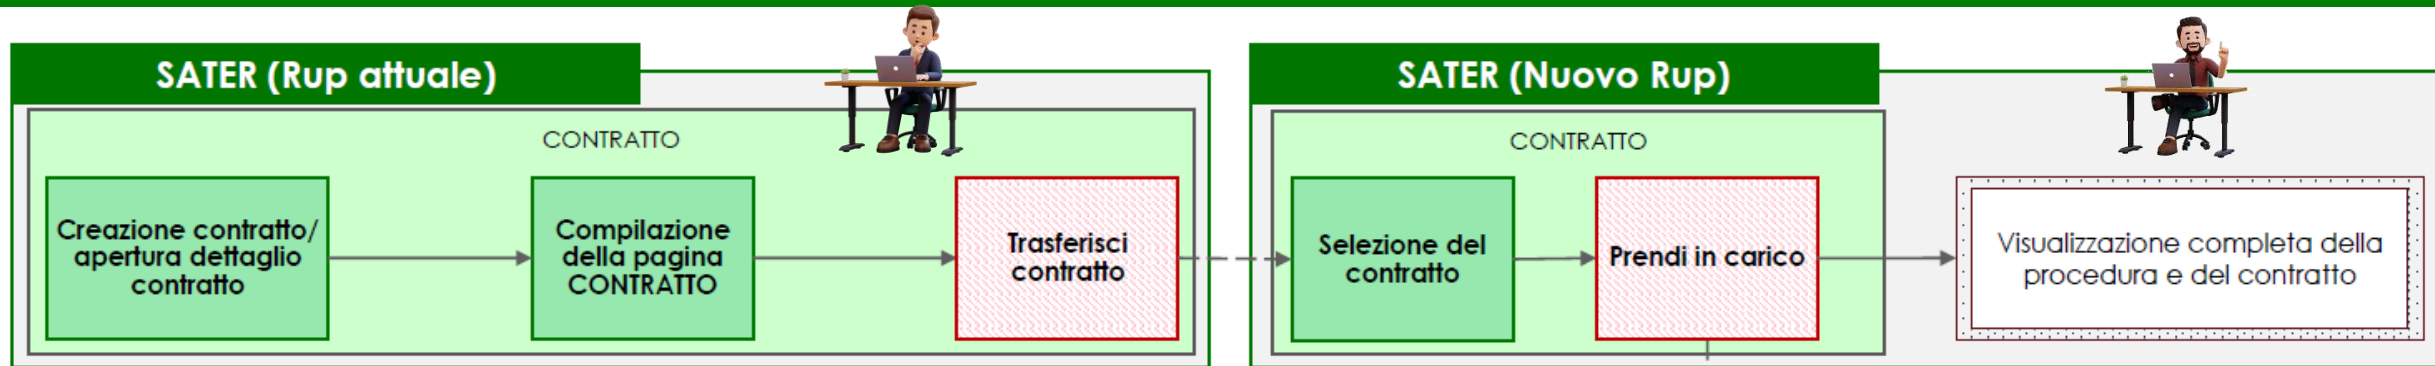 SATER (Rup attuale)
CONTRATTO
Creazione contratto/
apertura dettaglio
contratto
Compilazione
della pagina
CONTRATTO
Trasferisci
contratto
SATER (Nuovo Rup)
CONTRATTO
Selezione del
contratto
Prendi in carico
Visualizzazione completa della
procedura e del contratto